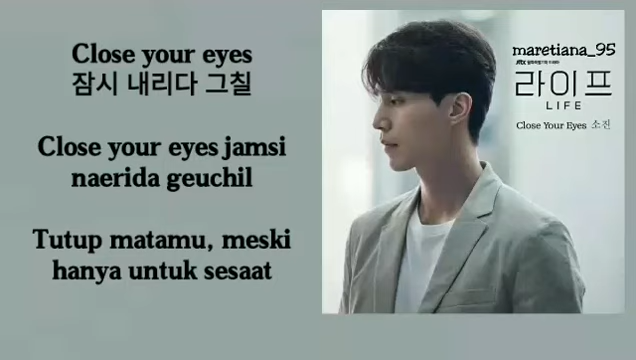 Close your eyes
잠시 내리다 그칠
Close your eyes jamsi
naerida geuchil
Tutup matamu, meski
hanya untuk sesaat
maretiana_95
라이프
LIFE
Close Your Eyes 소진